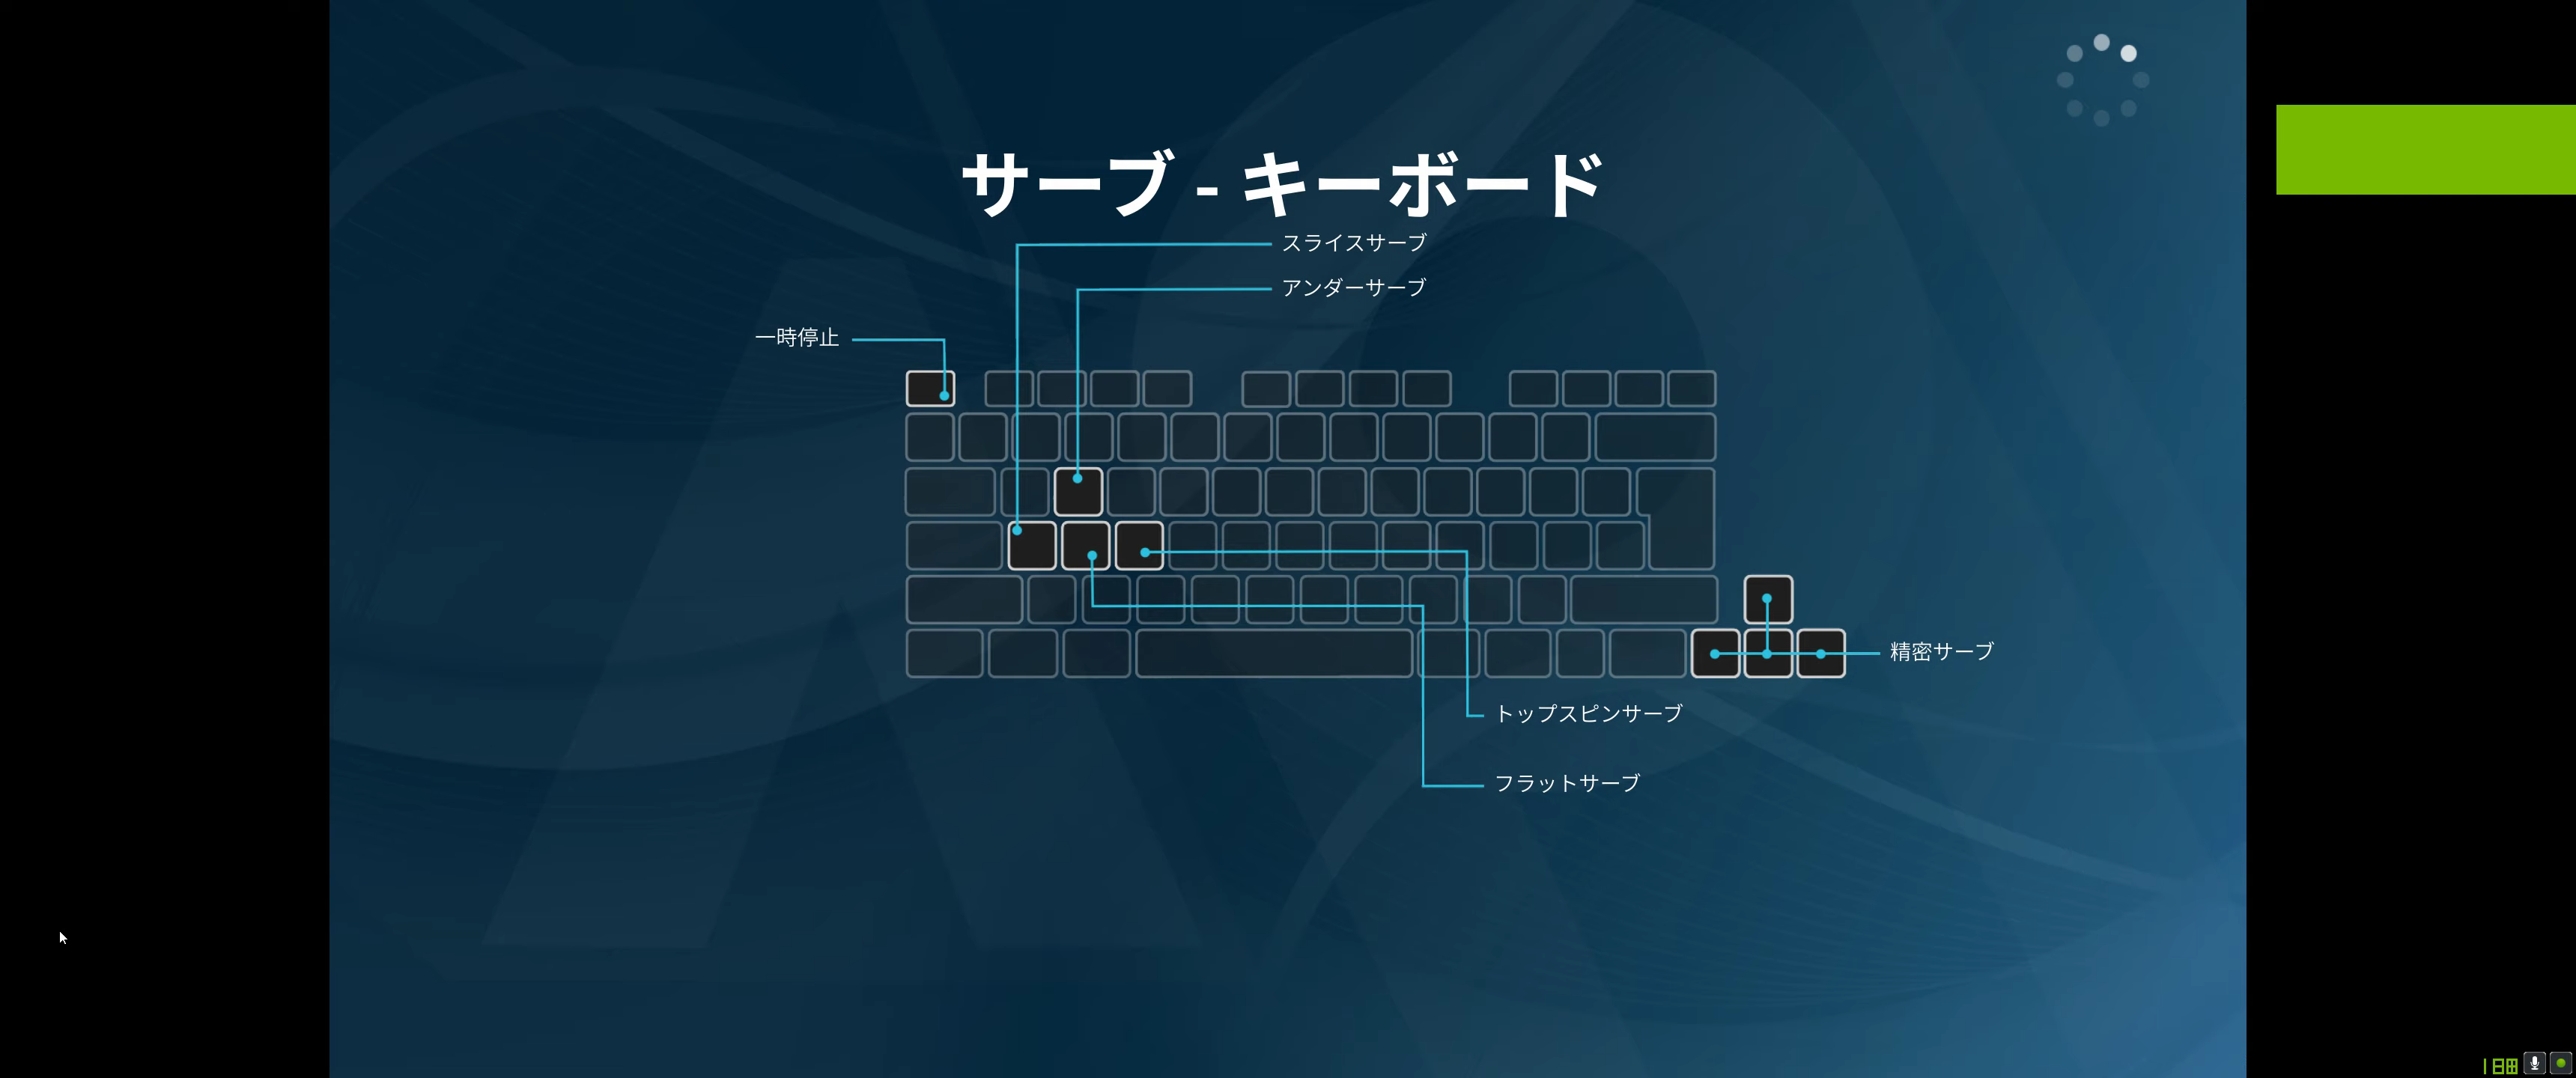 サーブ - キーボード
スライスサーブ
アンダーサーブ
一時停止
精密サーブ
トップスピンサーブ
フラットサーブ